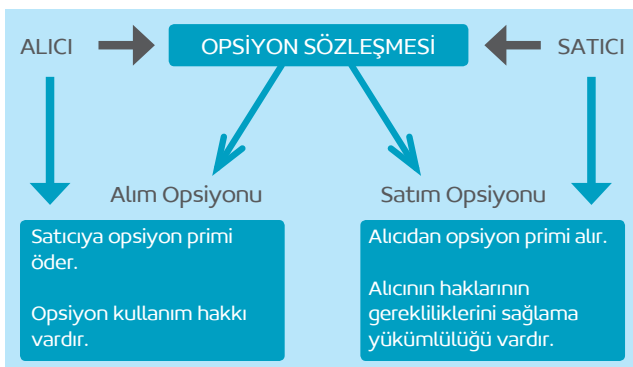 ALICI
OPSİYON SÖZLEŞMESİ
SATICI
Alım Opsiyonu
Satım Opsiyonu
Satıcıya opsiyon primi
öder.
Opsiyon kullanım hakkı
vardır.
Alıcıdan opsiyon primi alır.
Alıcının haklarının
gerekliliklerini sağlama
yükümlülüğü vardır.